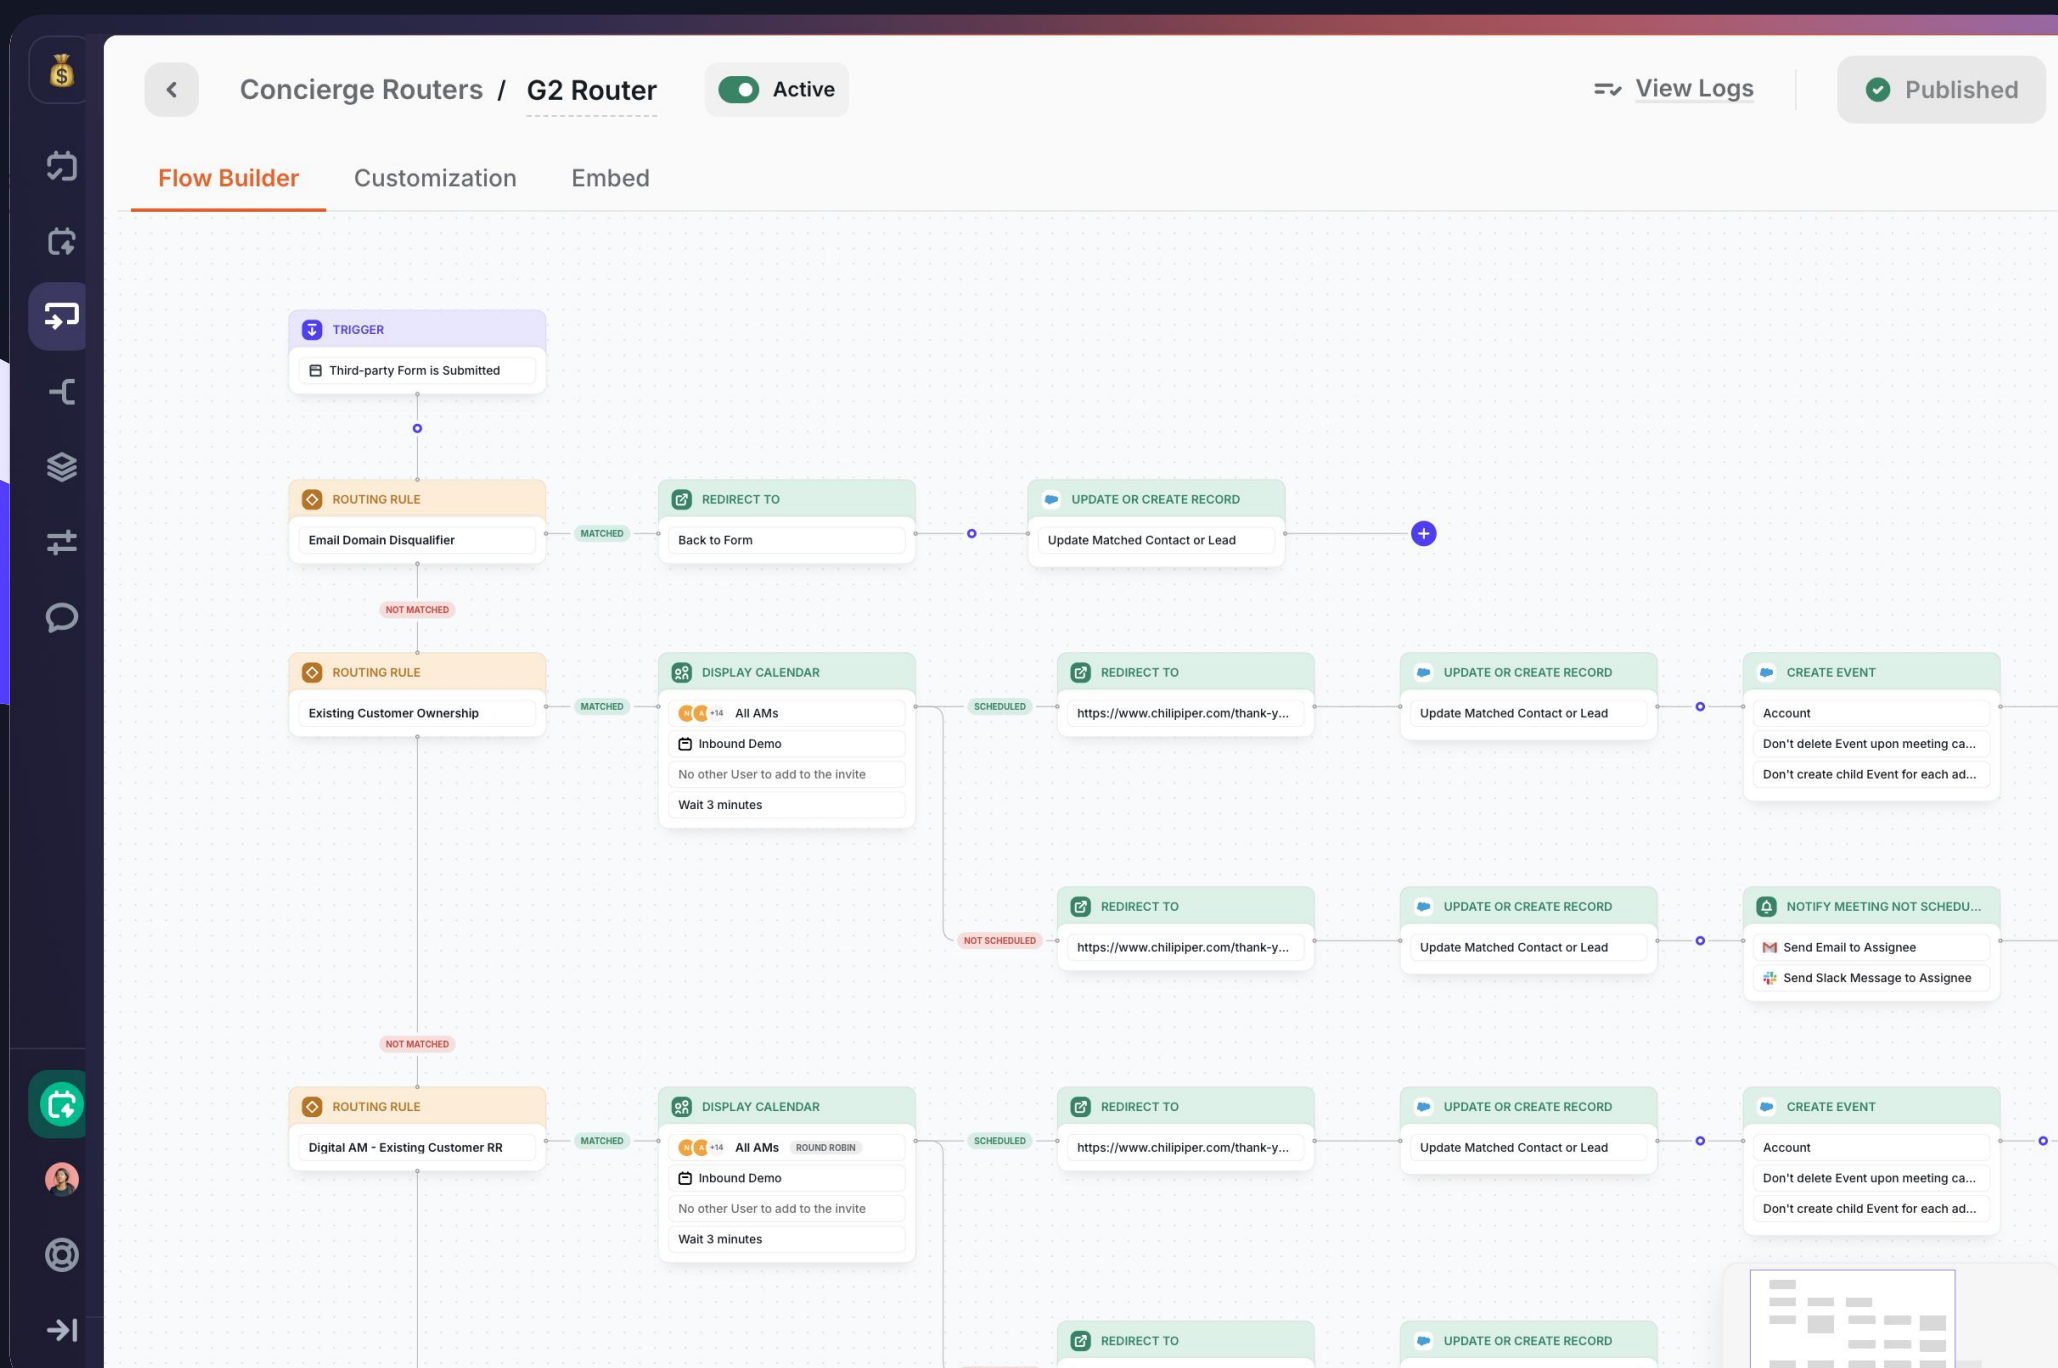 Concierge Routers / G2 Router
Active
View Logs
Published
Flow Builder
Customization
Embed
TRIGGER
Third-party Form is Submitted
ROUTING RULE
Email Domain Disqualifier
MATCHED
REDIRECT TO
Back to Form
UPDATE OR CREATE RECORD
Update Matched Contact or Lead
NOT MATCHED
ROUTING RULE
Existing Customer Ownership
MATCHED
DISPLAY CALENDAR
+14 All AMs
Inbound Demo
No other User to add to the invite
Wait 3 minutes
SCHEDULED
REDIRECT TO
https://www.chilipiper.com/thank-y...
UPDATE OR CREATE RECORD
Update Matched Contact or Lead
CREATE EVENT
Account
Don't delete Event upon meeting ca...
Don't create child Event for each ad...
NOT SCHEDULED
REDIRECT TO
https://www.chilipiper.com/thank-y...
UPDATE OR CREATE RECORD
Update Matched Contact or Lead
NOTIFY MEETING NOT SCHEDU...
Send Email to Assignee
Send Slack Message to Assignee
NOT MATCHED
ROUTING RULE
Digital AM - Existing Customer RR
MATCHED
DISPLAY CALENDAR
+14 All AMs ROUND ROBIN
Inbound Demo
No other User to add to the invite
Wait 3 minutes
SCHEDULED
REDIRECT TO
https://www.chilipiper.com/thank-y...
UPDATE OR CREATE RECORD
Update Matched Contact or Lead
CREATE EVENT
Account
Don't delete Event upon meeting ca...
Don't create child Event for each ad...
REDIRECT TO
UPDATE OR CREATE RECORD